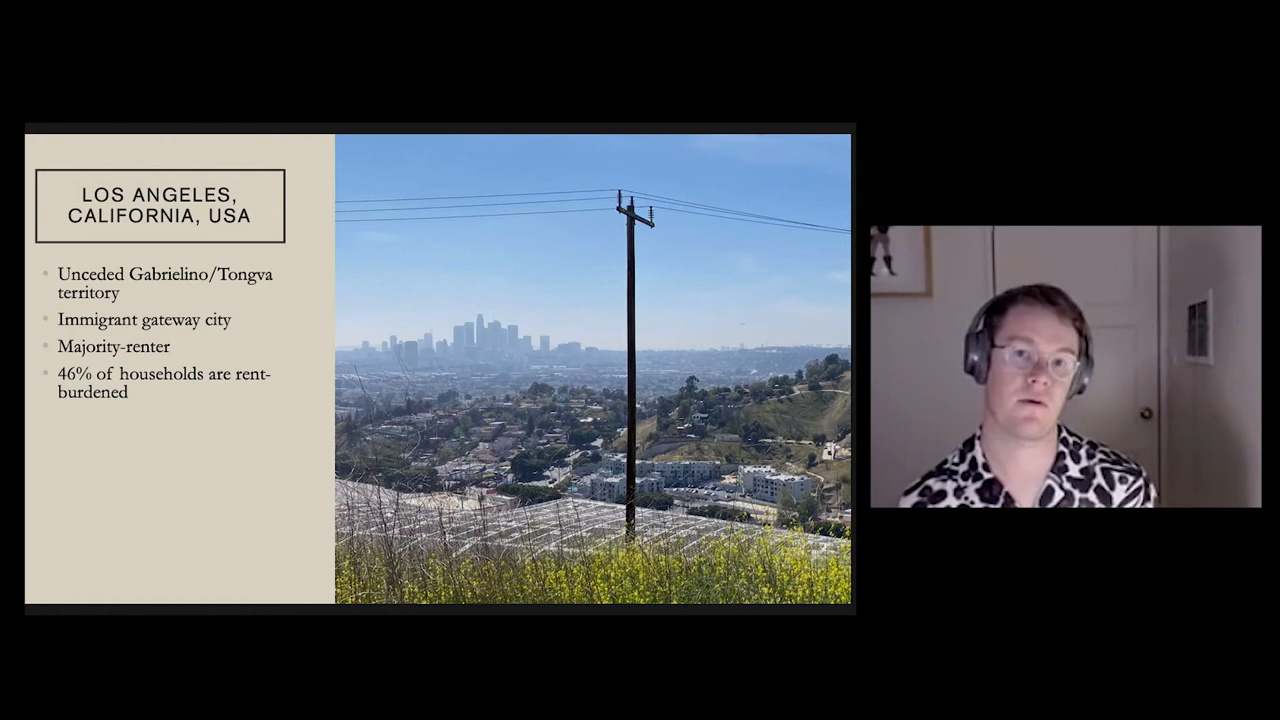 LOS ANGELES,
CALIFORNIA, USA
Unceded Gabrielino/Tongva
territory
Immigrant gateway city
Majority-renter
46% of households are rent-
burdened